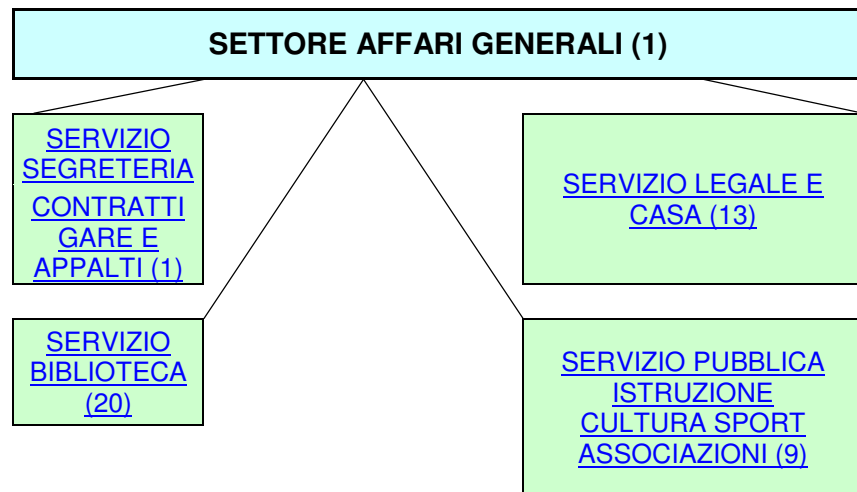 SETTORE AFFARI GENERALI (1)
SERVIZIO
SEGRETERIA
CONTRATTI
GARE E
APPALTI (1)
SERVIZIO LEGALE E
CASA (13)
SERVIZIO
BIBLIOTECA
(20)
SERVIZIO PUBBLICA
ISTRUZIONE
CULTURA SPORT
ASSOCIAZIONI (9)